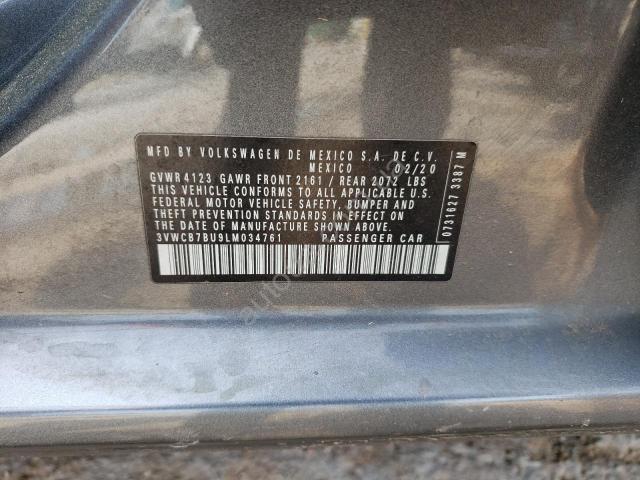 MFD BY VOLKSWAGEN DE MEXICO S.A. DE C.V.
MEXICO 02/20
GVWR 4123 GAWR FRONT 2161 / REAR 2072 LBS
THIS VEHICLE CONFORMS TO ALL APPLICABLE U.S.
FEDERAL MOTOR VEHICLE SAFETY, BUMPER AND
THEFT PREVENTION STANDARDS IN EFFECT ON
THE DATE OF MANUFACTURE SHOWN ABOVE.
3VWCB7BU9LM034761 PASSENGER CAR
0731627 3387 M